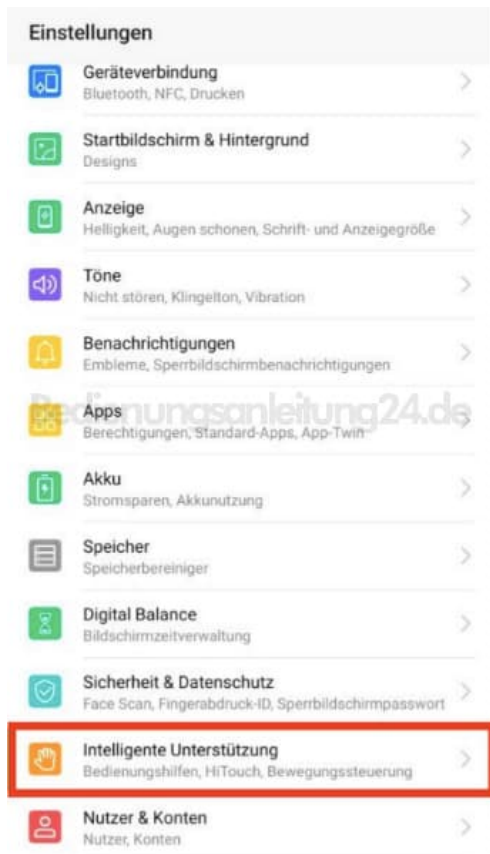 Einstellungen
Geräteverbindung
Bluetooth, NFC, Drucken
Startbildschirm & Hintergrund
Designs
Anzeige
Helligkeit, Augen schonen, Schrift- und Anzeigegröße
Töne
Nicht stören, Klingelton, Vibration
Benachrichtigungen
Embleme, Sperrbildschirmbenachrichtigungen
Bedienungsanleitung24.de
Apps
Berechtigungen, Standard-Apps, App-Twin
Akku
Stromsparen, Akkunutzung
Speicher
Speicherbereiniger
Digital Balance
Bildschirmzeitverwaltung
Sicherheit & Datenschutz
Face Scan, Fingerabdruck-ID, Sperrbildschirmpasswort
Intelligente Unterstützung
Bedienungshilfen, HiTouch, Bewegungssteuerung
Nutzer & Konten
Nutzer, Konten